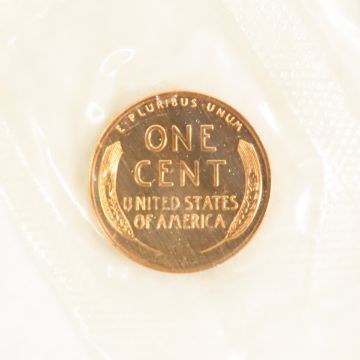 E·PLURIBUS·UNUM
ONE
CENT
UNITED STATES
OF AMERICA